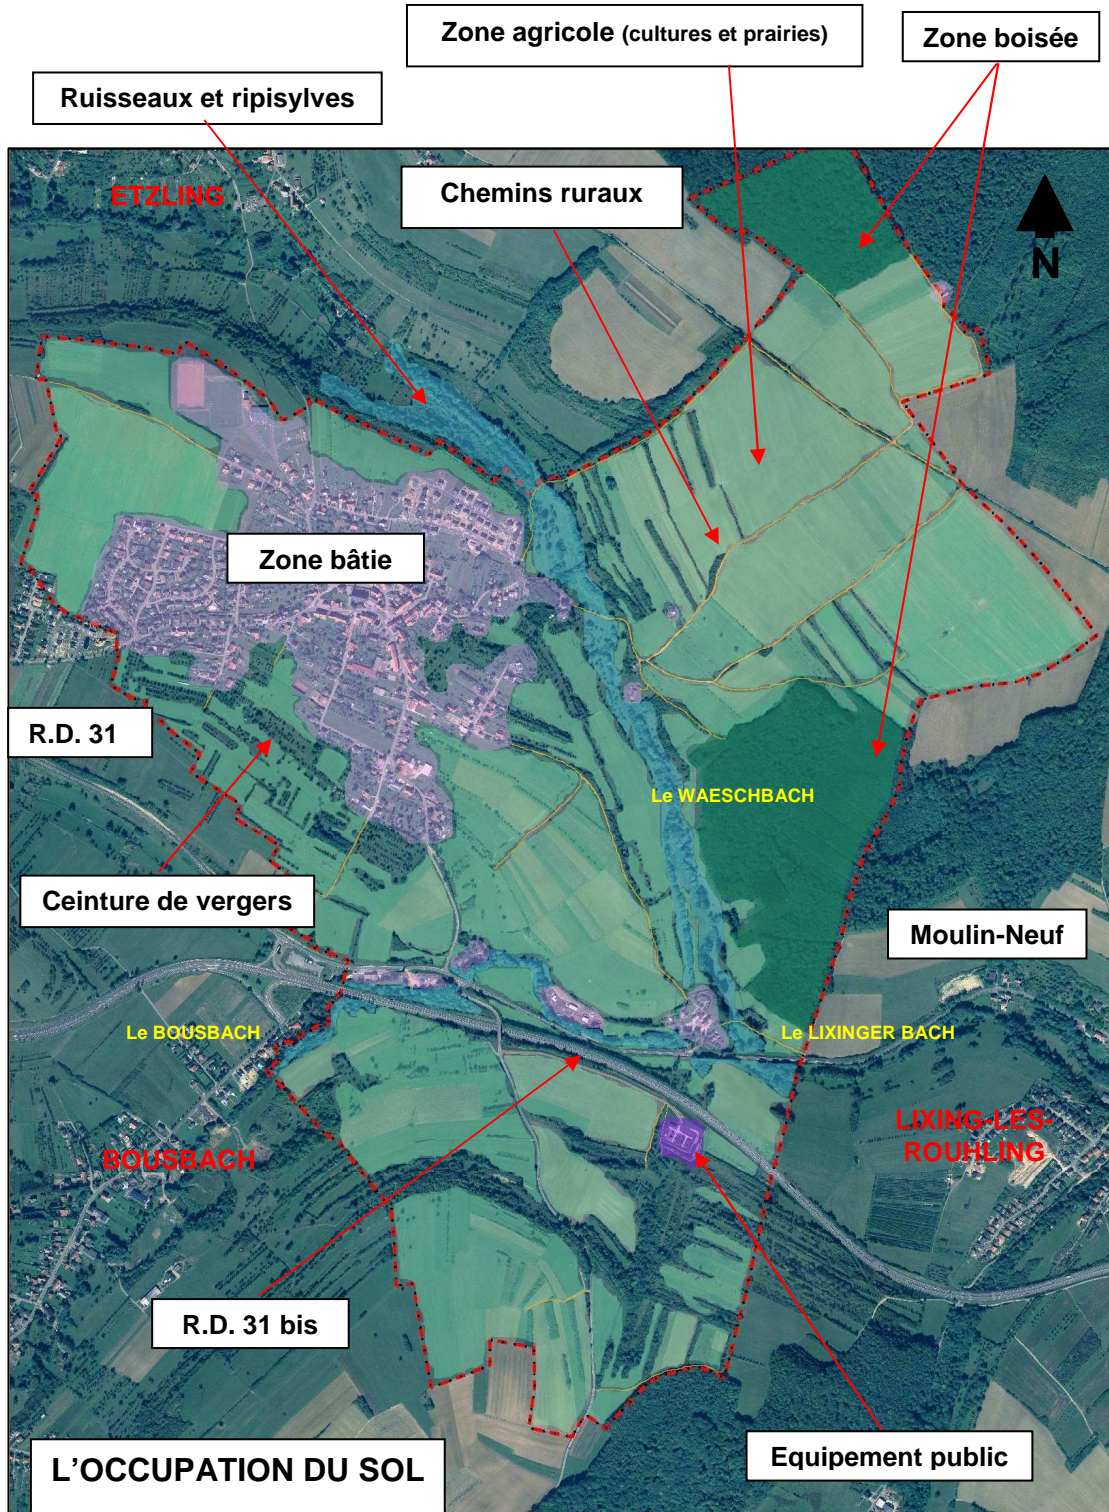 Zone agricole (cultures et prairies)
Zone boisée
Ruisseaux et ripisylves
ETZLING
Chemins ruraux
N
Zone bâtie
R.D. 31
Le WAESCHBACH
Ceinture de vergers
Moulin-Neuf
Le BOUSBACH
Le LIXINGER BACH
BOUSBACH
LIXING-LES-
ROUHLING
R.D. 31 bis
Equipement public
L'OCCUPATION DU SOL